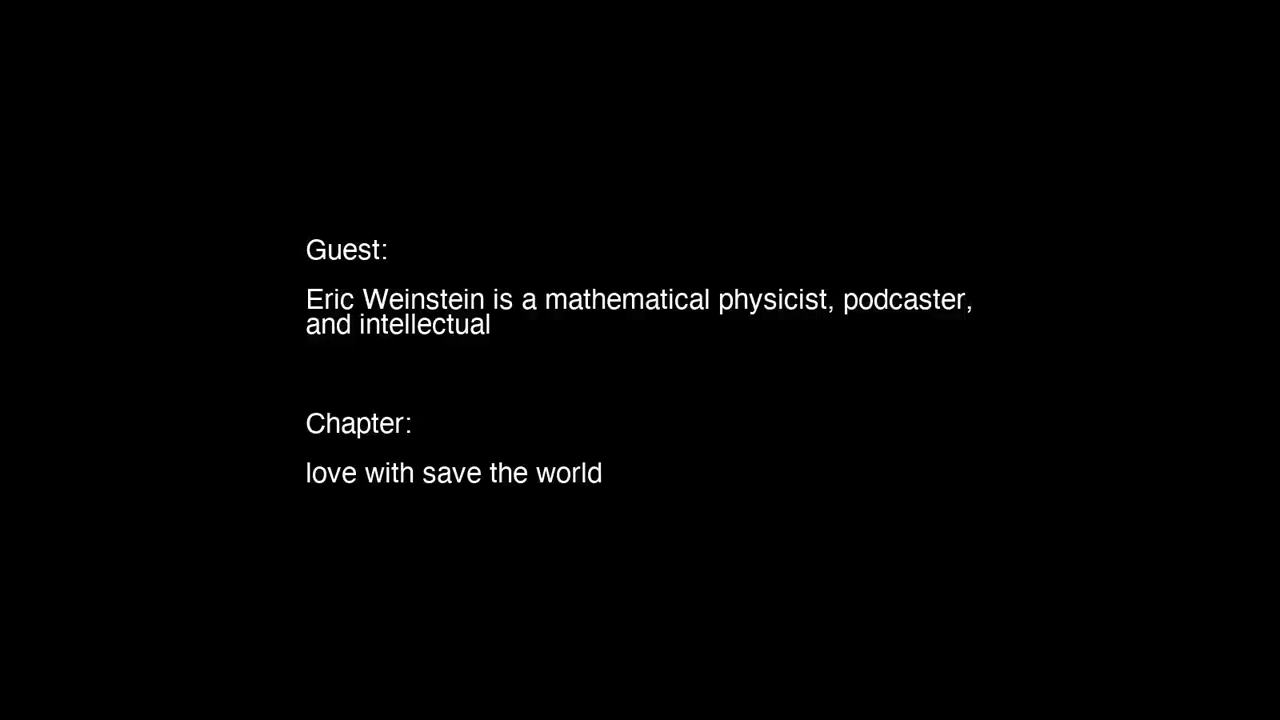 Guest:
Eric Weinstein is a mathematical physicist, podcaster,
and intellectual
Chapter:
love with save the world